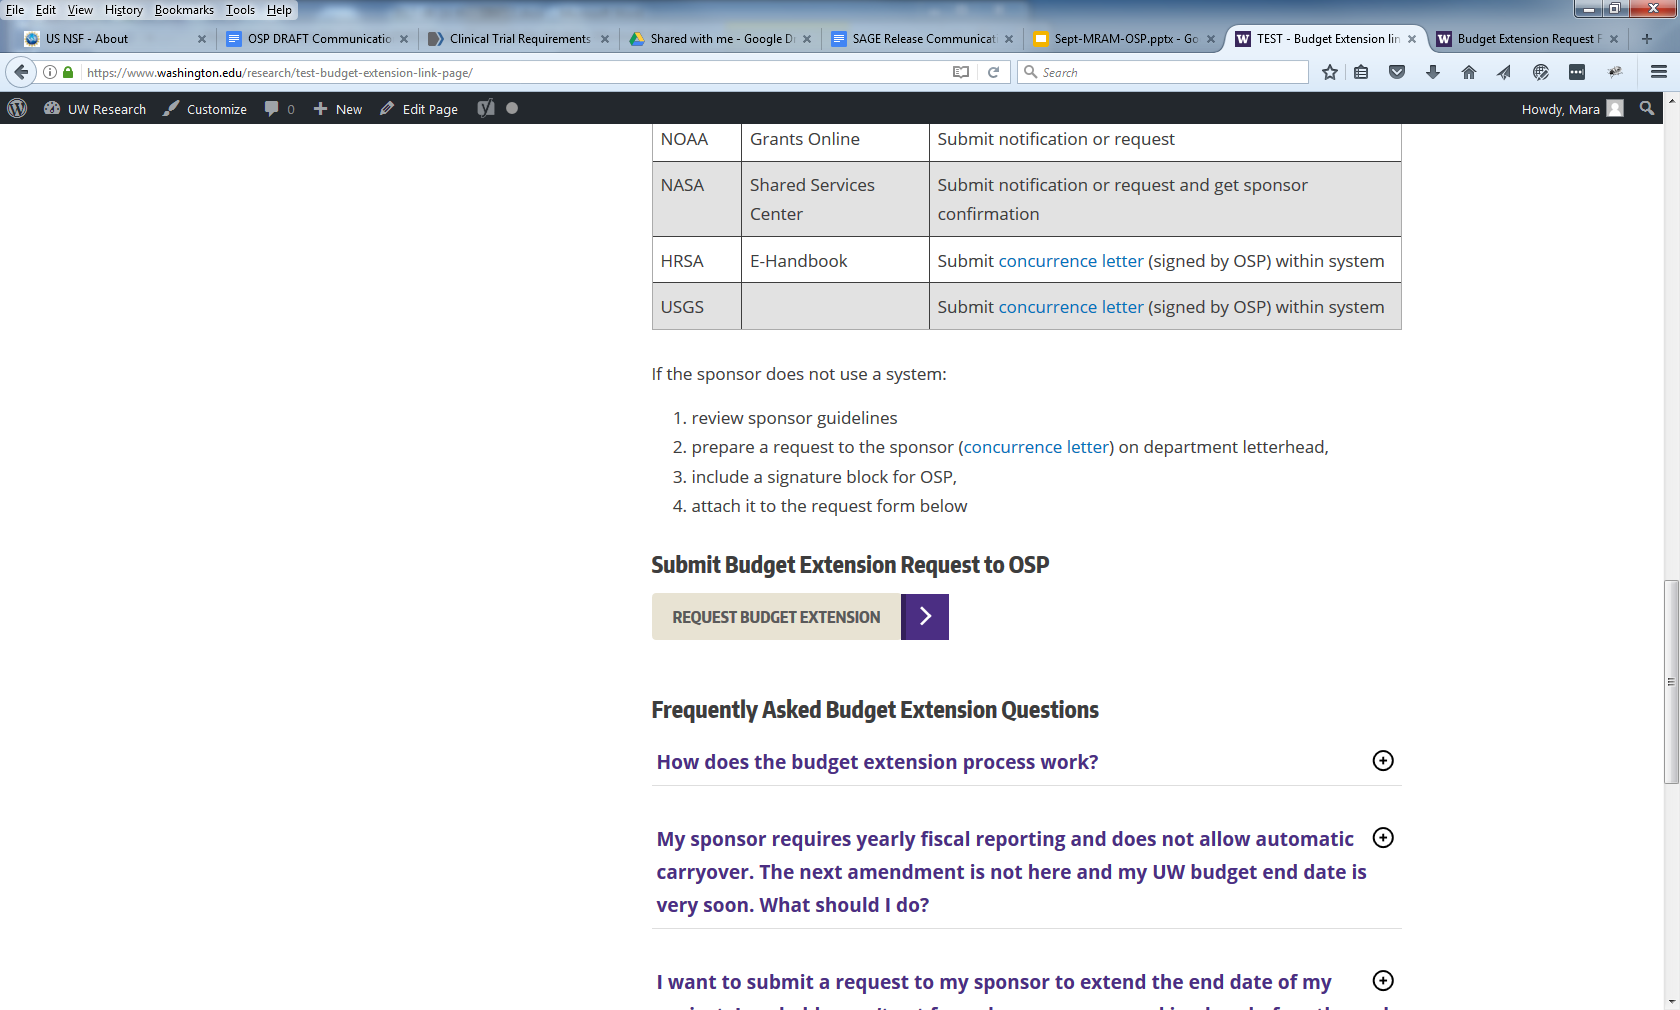 File Edit View History Bookmarks Tools Help
US NSF - About
OSP DRAFT Communicatio
Clinical Trial Requirements
Shared with me - Google Dr
SAGE Release Communicat
Sept-MRAM-OSP.pptx - Go
TEST - Budget Extension lin
Budget Extension Request F
https://www.washington.edu/research/test-budget-extension-link-page/
Search
UW Research Customize 0 New Edit Page
Howdy, Mara
NOAA Grants Online Submit notification or request
NASA Shared Services Submit notification or request and get sponsor
Center confirmation
HRSA E-Handbook Submit concurrence letter (signed by OSP) within system
USGS Submit concurrence letter (signed by OSP) within system
If the sponsor does not use a system:
1. review sponsor guidelines
2. prepare a request to the sponsor (concurrence letter) on department letterhead,
3. include a signature block for OSP,
4. attach it to the request form below
Submit Budget Extension Request to OSP
REQUEST BUDGET EXTENSION
Frequently Asked Budget Extension Questions
How does the budget extension process work?
My sponsor requires yearly fiscal reporting and does not allow automatic
carryover. The next amendment is not here and my UW budget end date is
very soon. What should I do?
I want to submit a request to my sponsor to extend the end date of my